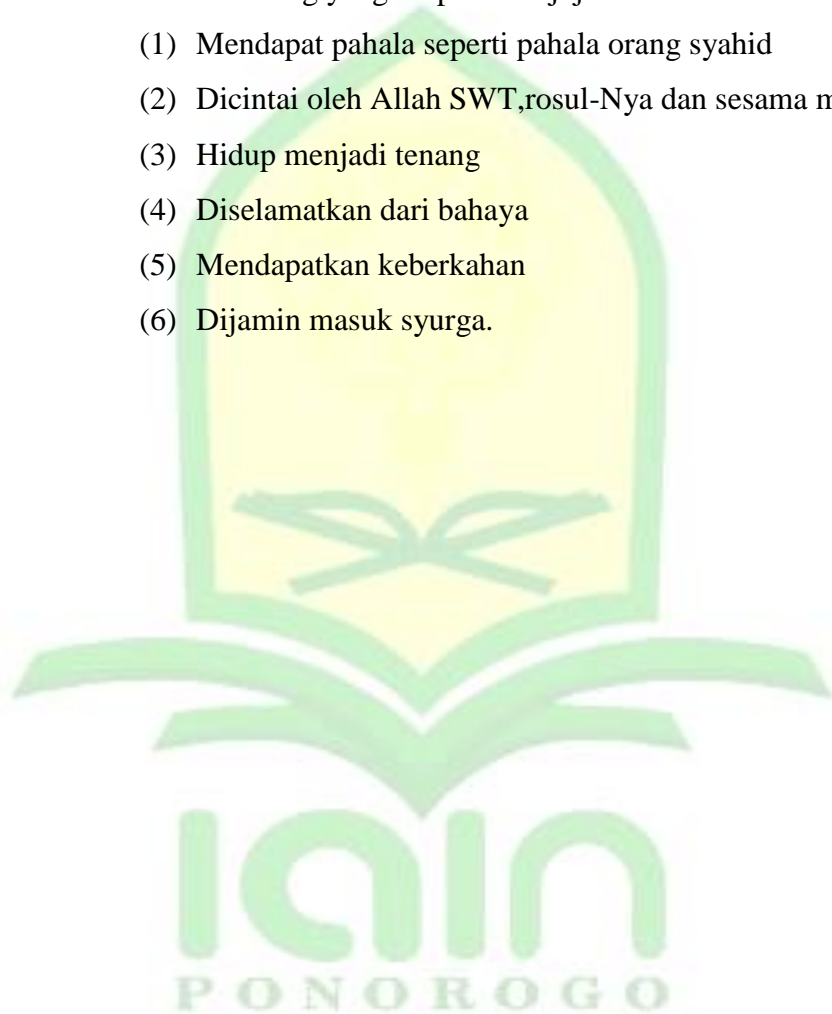 (1) Mendapat pahala seperti pahala orang syahid
(2) Dicintai oleh Allah SWT,rosul-Nya dan sesama
(3) Hidup menjadi tenang
(4) Diselamatkan dari bahaya
(5) Mendapatkan keberkahan
(6) Dijamin masuk syurga.
IAIN
PONOROGO